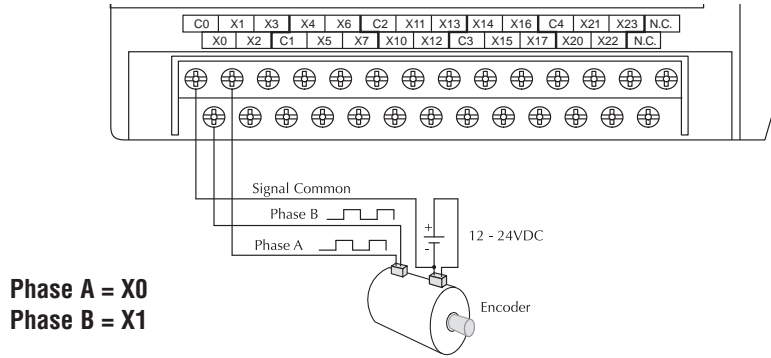 C0 X1 X3 X4 X6 C2 X11 X13 X14 X16 C4 X21 X23 N.C.
X0 X2 C1 X5 X7 X10 X12 C3 X15 X17 X20 X22 N.C.
Signal Common
Phase B
Phase A
+
-
12 - 24VDC
Encoder
Phase A = X0
Phase B = X1